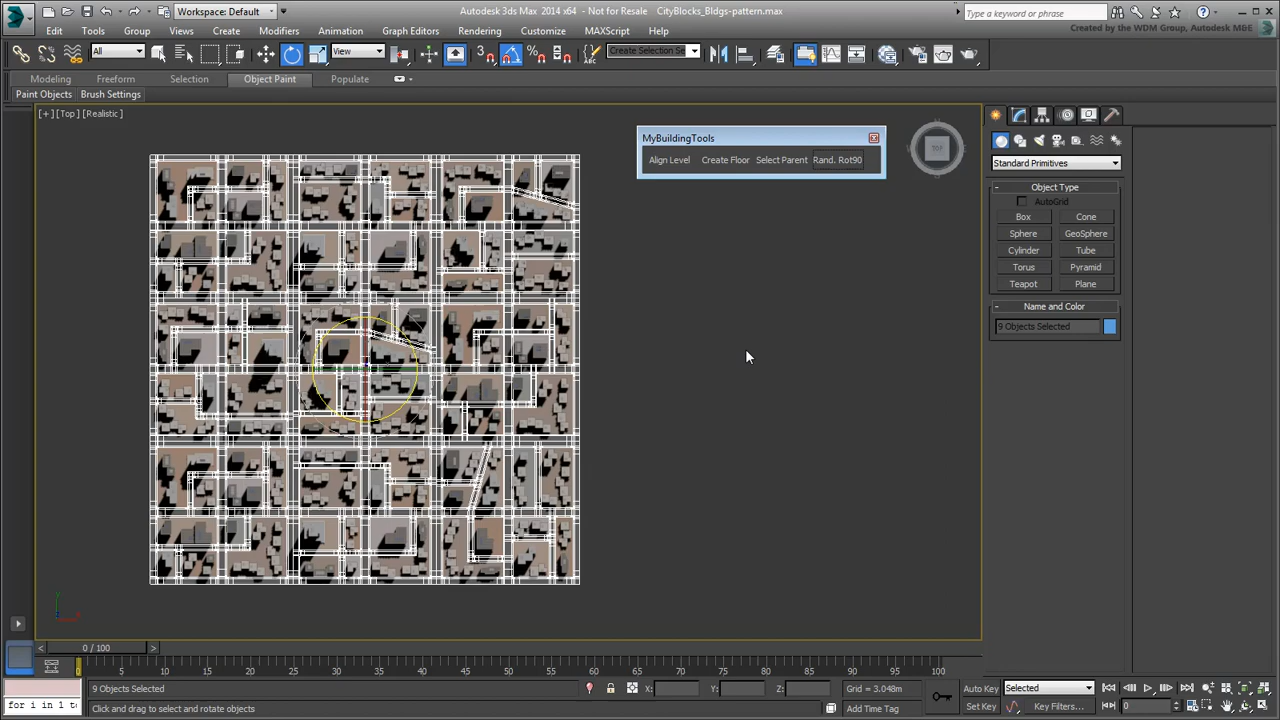 Workspace: Default
Autodesk 3ds Max 2014 x64 - Not for Resale CityBlocks_Bldgs-pattern.max
Type a keyword or phrase
Edit Tools Group Views Create Modifiers Animation Graph Editors Rendering Customize MAXScript Help
Created by the WDM Group, Autodesk MBE
All View Create Selection Se
Modeling Freeform Selection Object Paint Populate
Paint Objects Brush Settings
[+] [Top] [Realistic]
MyBuildingTools
Align Level Create Floor Select Parent Rand. Rot90
TOP
Standard Primitives
- Object Type
AutoGrid
Box Cone
Sphere GeoSphere
Cylinder Tube
Torus Pyramid
Teapot Plane
- Name and Color
9 Objects Selected
< 0 / 100 >
0 5 10 15 20 25 30 35 40 45 50 55 60 65 70 75 80 85 90 95 100
9 Objects Selected X: Y: Z: Grid = 3.048m Auto Key Selected
for i in 1 to Click and drag to select and rotate objects Add Time Tag Set Key Key Filters... 0